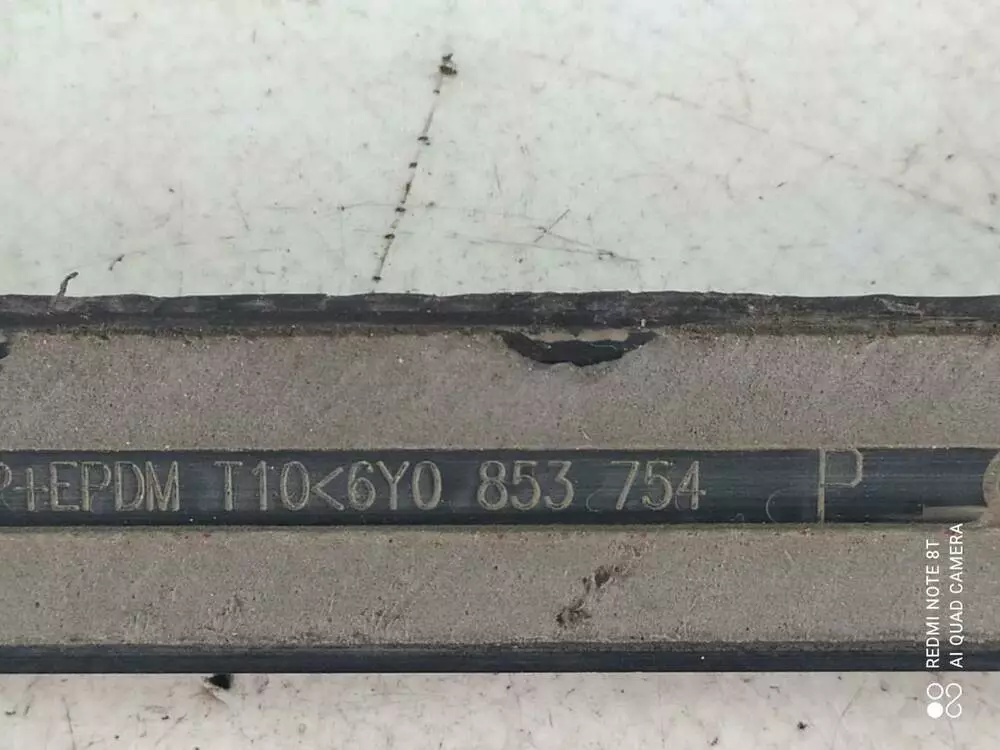 P+EPDM T10<6Y0 853 754 P
REDMI NOTE 8T
AI QUAD CAMERA